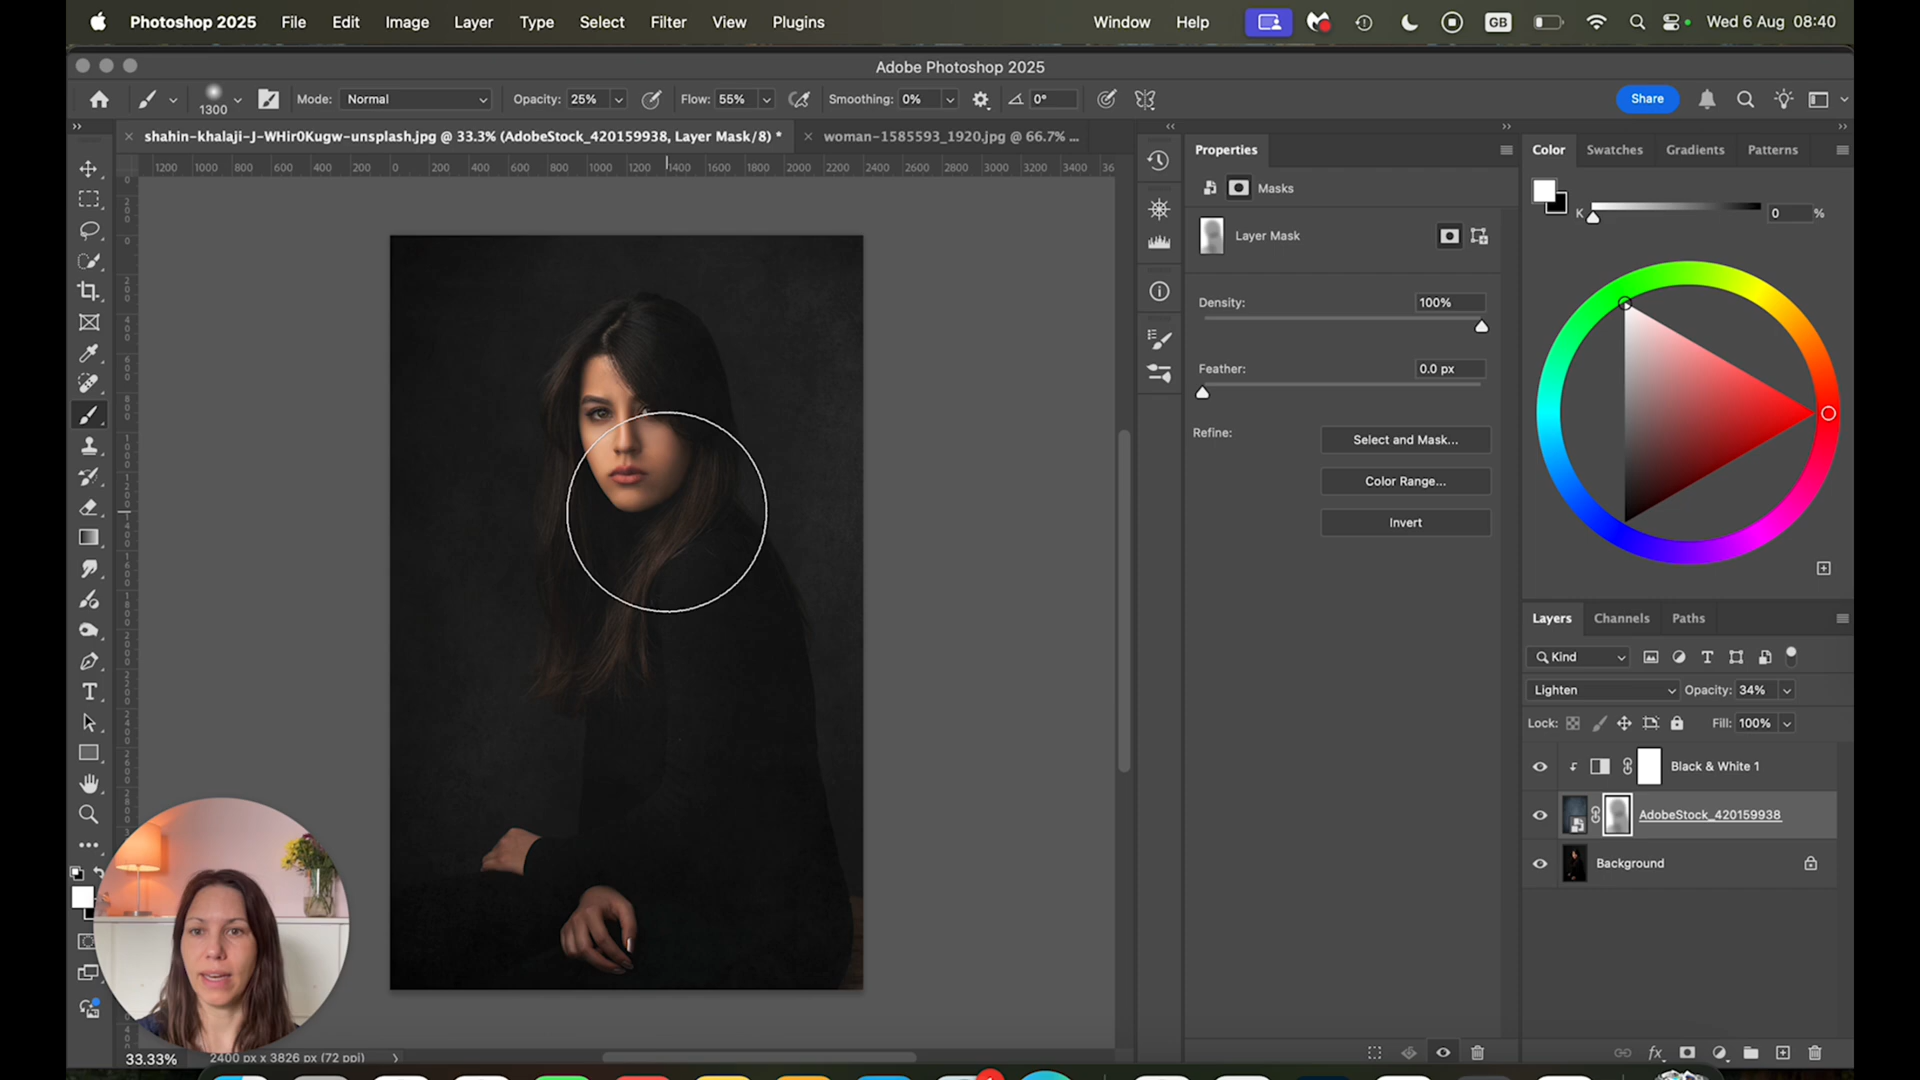 Photoshop 2025 File Edit Image Layer Type Select Filter View Plugins Window Help GB Wed 6 Aug 08:40
Adobe Photoshop 2025
1300 Mode: Normal Opacity: 25% Flow: 55% Smoothing: 0% 0° Share
shahin-khalaji-J-WHir0Kugw-unsplash.jpg @ 33.3% (AdobeStock_420159938, Layer Mask/8) * woman-1585593_1920.jpg @ 66.7% ...
1200 1000 800 600 400 200 0 200 400 600 800 1000 1200 1400 1600 1800 2000 2200 2400 2600 2800 3000 3200 3400 36
Properties
Masks
Layer Mask
Density: 100%
Feather: 0.0 px
Refine: Select and Mask...
Color Range...
Invert
Color Swatches Gradients Patterns
K 0 %
Layers Channels Paths
Kind
Lighten Opacity: 34%
Lock: Fill: 100%
Black & White 1
AdobeStock_420159938
Background
fx
33.33% 2400 px x 3826 px (72 ppi)